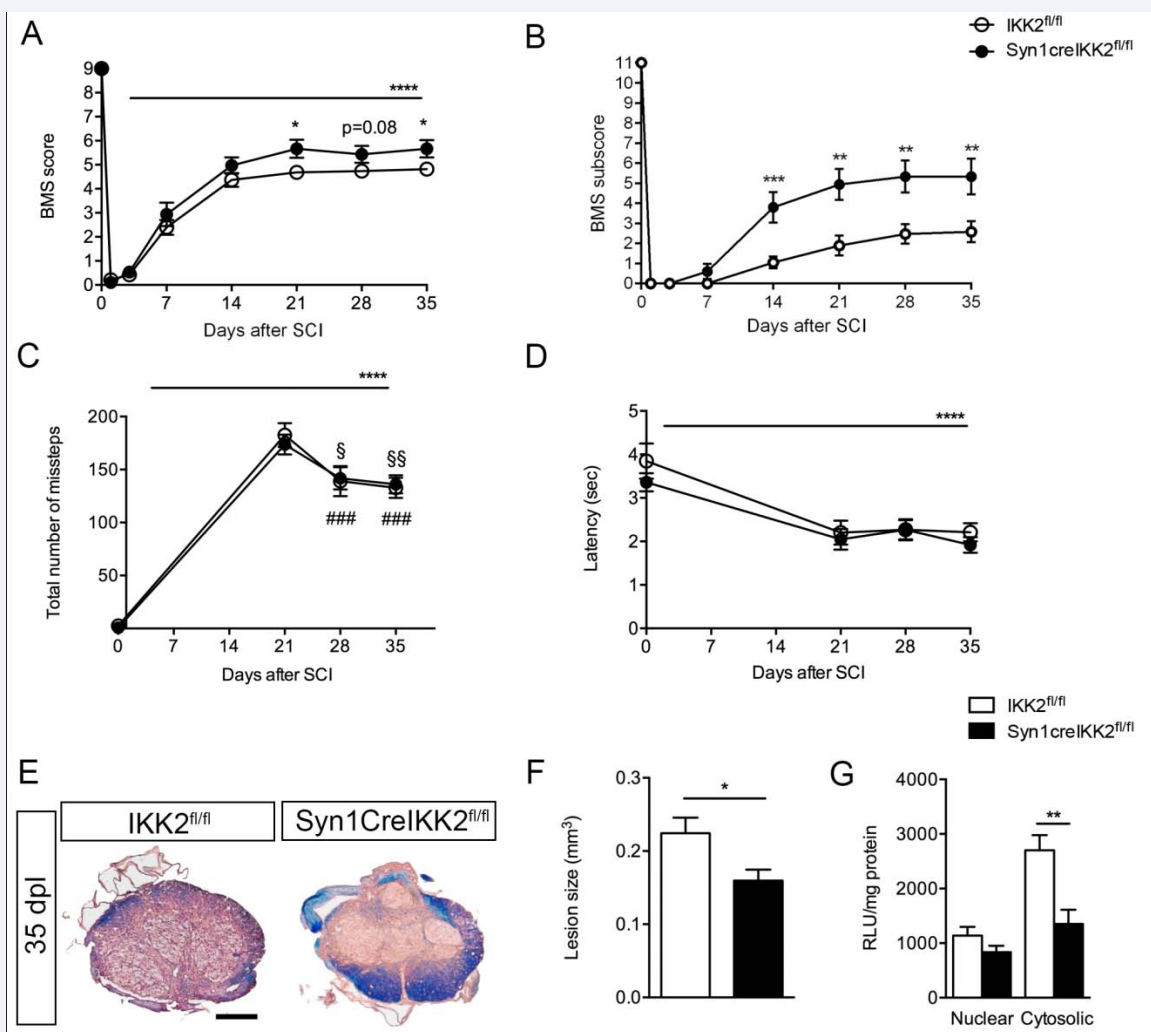 A
BMS score
9
8
7
6
5
4
3
2
1
0
****
*
p=0.08
*
0 7 14 21 28 35
Days after SCI
B
IKK2fl/fl
Syn1creIKK2fl/fl
BMS subscore
11
10
9
8
7
6
5
4
3
2
1
0
***
**
**
**
0 7 14 21 28 35
Days after SCI
C
****
Total number of missteps
200
150
100
50
§ §§
### ###
0 7 14 21 28 35
Days after SCI
D
****
Latency (sec)
5
4
3
2
1
0
0 7 14 21 28 35
Days after SCI
IKK2fl/fl
Syn1creIKK2fl/fl
E
35 dpl
IKK2fl/fl
Syn1CreIKK2fl/fl
F
Lesion size (mm3)
0.3
0.2
0.1
0.0
*
G
RLU/mg protein
4000
3000
2000
1000
0
**
Nuclear Cytosolic